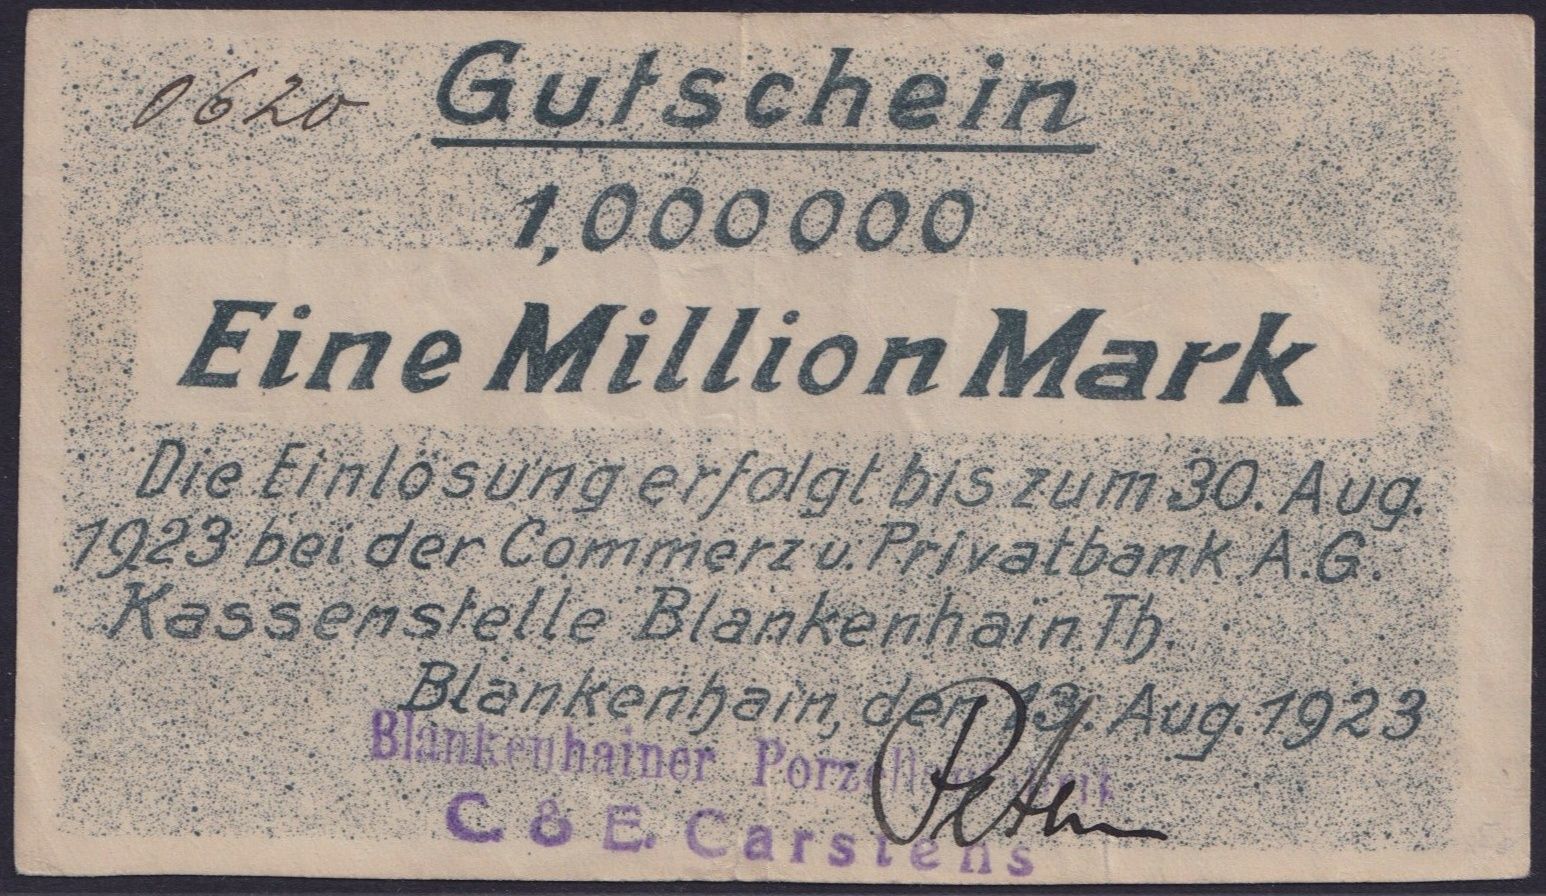 0620
Gutschein
1,000000
Eine Million Mark
Die Einlösung erfolgt bis zum 30. Aug.
1923 bei der Commerz u. Privatbank A.G.
Kassenstelle Blankenhain Th.
Blankenhain, den 13. Aug. 1923
Blankenhainer Porzellanfabrik
C. & E. Carstens